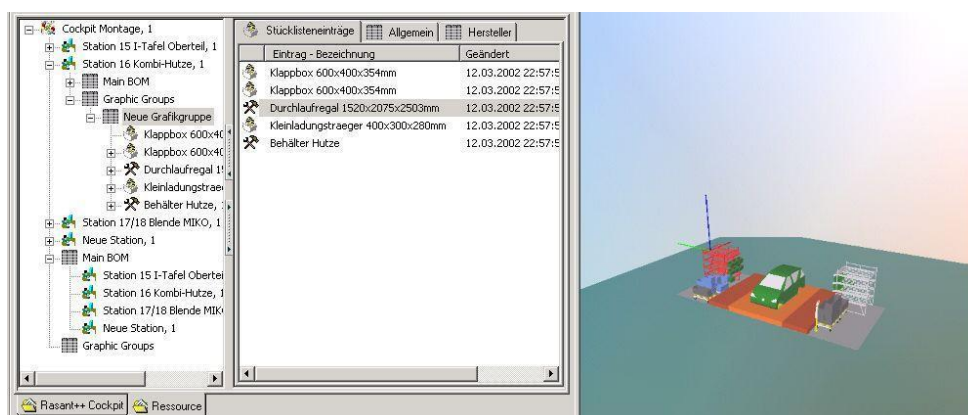 Cockpit Montage, 1
Station 15 I-Tafel Oberteil, 1
Station 16 Kombi-Hutze, 1
Main BOM
Graphic Groups
Neue Grafikgruppe
Klappbox 600x40
Klappbox 600x40
Durchlaufregal 1
Kleinladungstrae
Behälter Hutze,
Station 17/18 Blende MIKO, 1
Neue Station, 1
Main BOM
Station 15 I-Tafel Obertei
Station 16 Kombi-Hutze, 1
Station 17/18 Blende MIK
Neue Station, 1
Graphic Groups
Stücklisteneinträge Allgemein Hersteller
Eintrag - Bezeichnung Geändert
Klappbox 600x400x354mm 12.03.2002 22:57:5
Klappbox 600x400x354mm 12.03.2002 22:57:5
Durchlaufregal 1520x2075x2503mm 12.03.2002 22:57:5
Kleinladungstraeger 400x300x280mm 12.03.2002 22:57:5
Behälter Hutze 12.03.2002 22:57:5
Rasant++ Cockpit Ressource